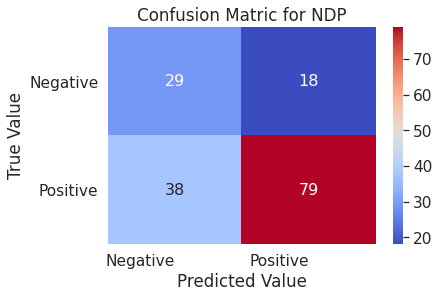 Confusion Matric for NDP
True Value
Negative
29
18
Positive
38
79
Negative
Positive
Predicted Value
70
60
50
40
30
20